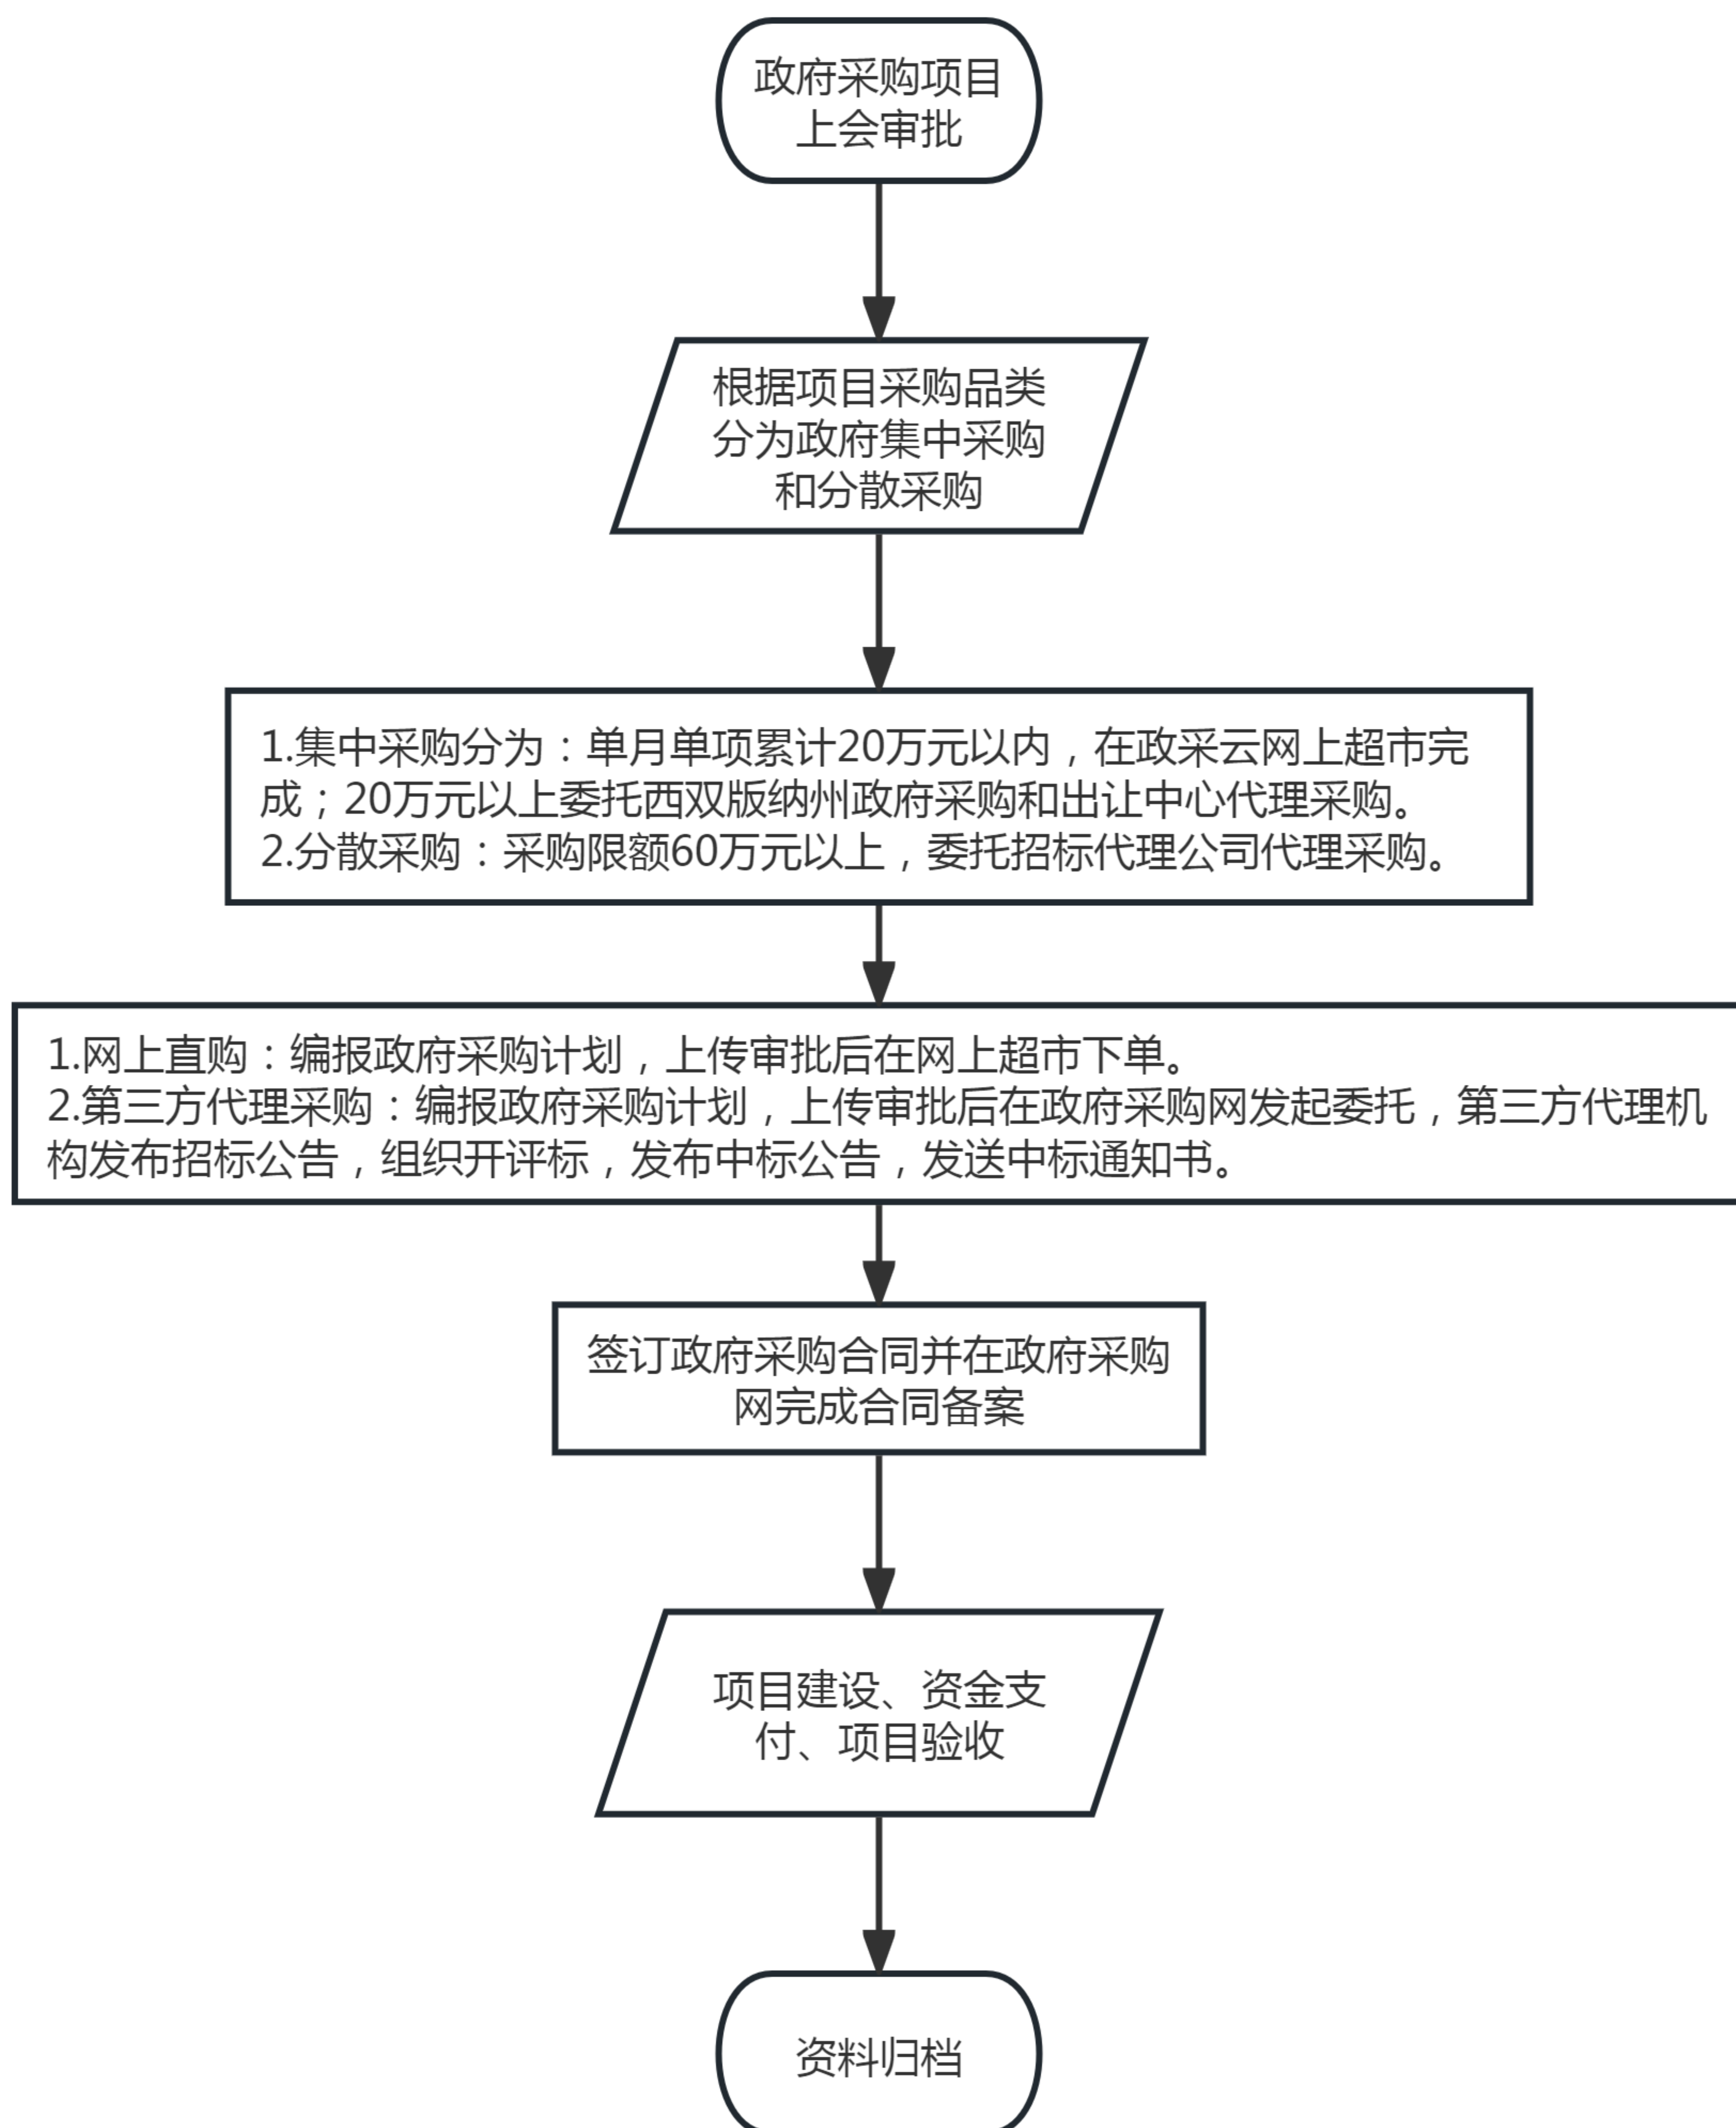 政府采购项目
上会审批
根据项目采购品类
分为政府集中采购
和分散采购
1.集中采购分为：单月单项累计20万元以内，在政采云网上超市完
成；20万元以上委托西双版纳州政府采购和出让中心代理采购。
2.分散采购：采购限额60万元以上，委托招标代理公司代理采购。
1.网上直购：编报政府采购计划，上传审批后在网上超市下单。
2.第三方代理采购：编报政府采购计划，上传审批后在政府采购网发起委托，第三方代理机
构发布招标公告，组织开评标，发布中标公告，发送中标通知书。
签订政府采购合同并在政府采购
网完成合同备案
项目建设、资金支
付、项目验收
资料归档